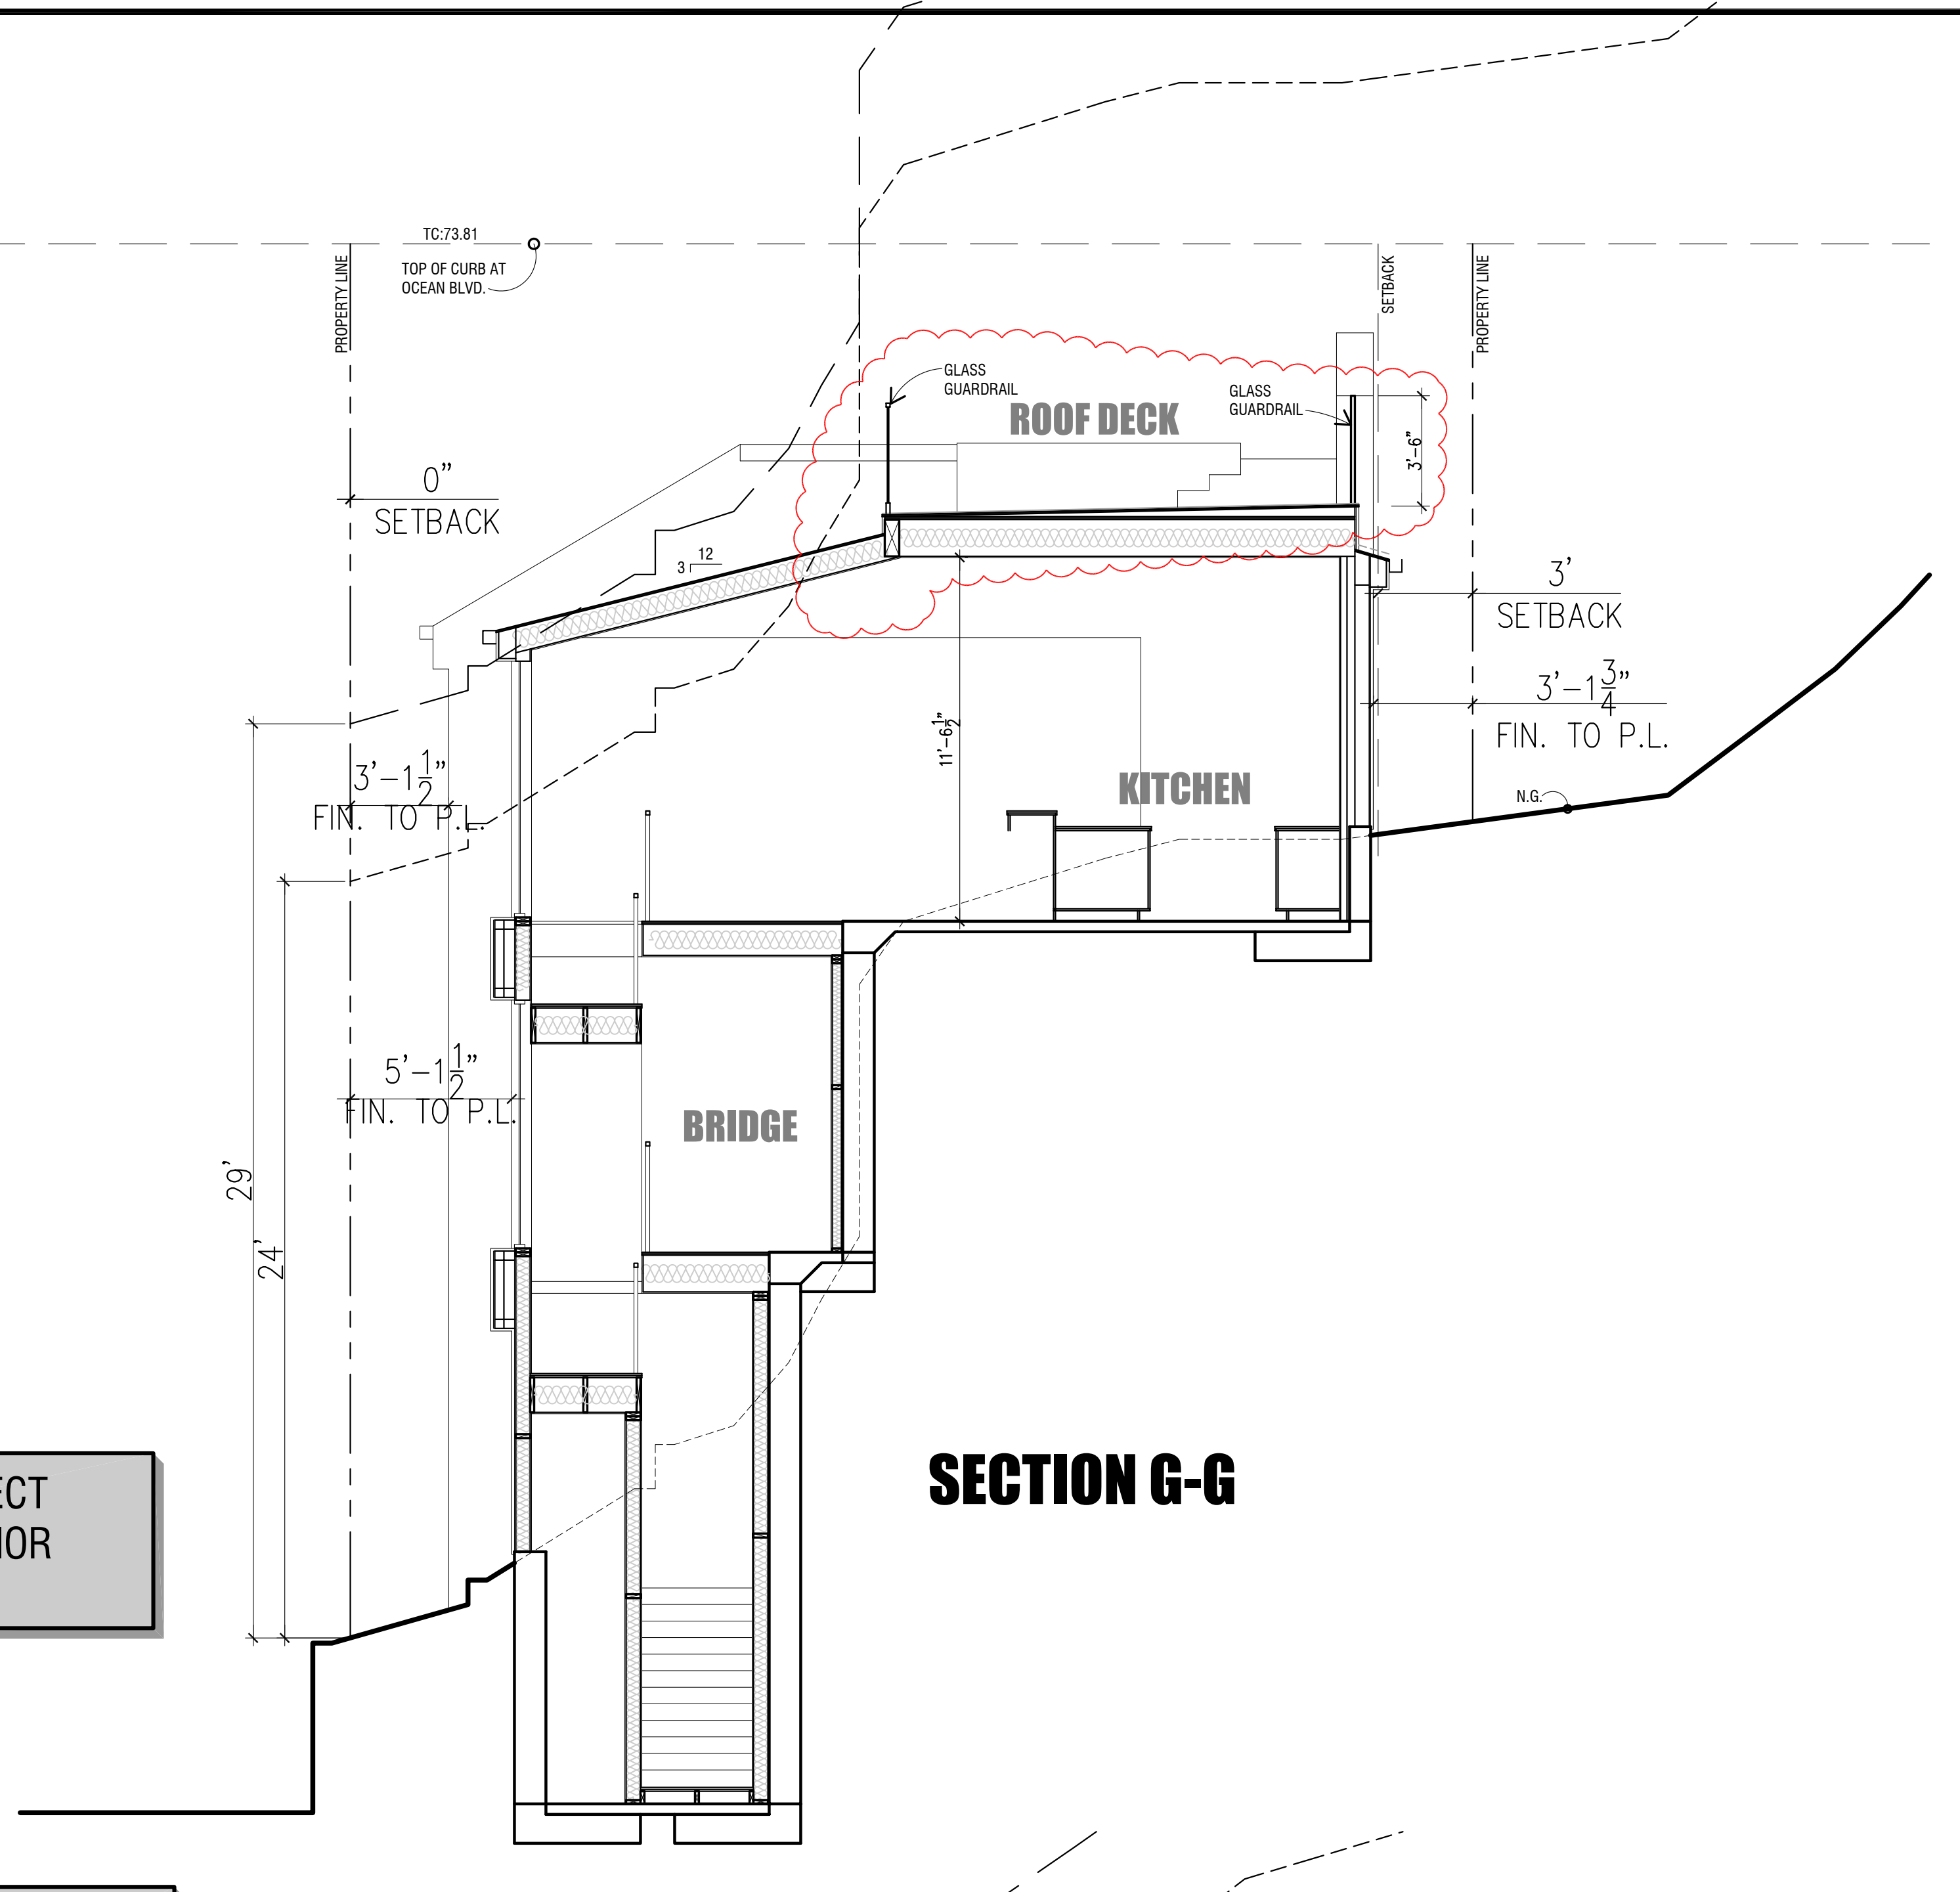 TC:73.81
TOP OF CURB AT
OCEAN BLVD.
PROPERTY LINE
SETBACK
PROPERTY LINE
GLASS
GUARDRAIL
GLASS
GUARDRAIL
ROOF DECK
3'-6"
0"
SETBACK
12
3
3'
SETBACK
3'-1 3/4"
FIN. TO P.L.
11'-6 1/2"
3'-1 1/2"
FIN. TO P.L.
KITCHEN
N.G.
5'-1 1/2"
FIN. TO P.L.
BRIDGE
29'
24'
SECTION G-G